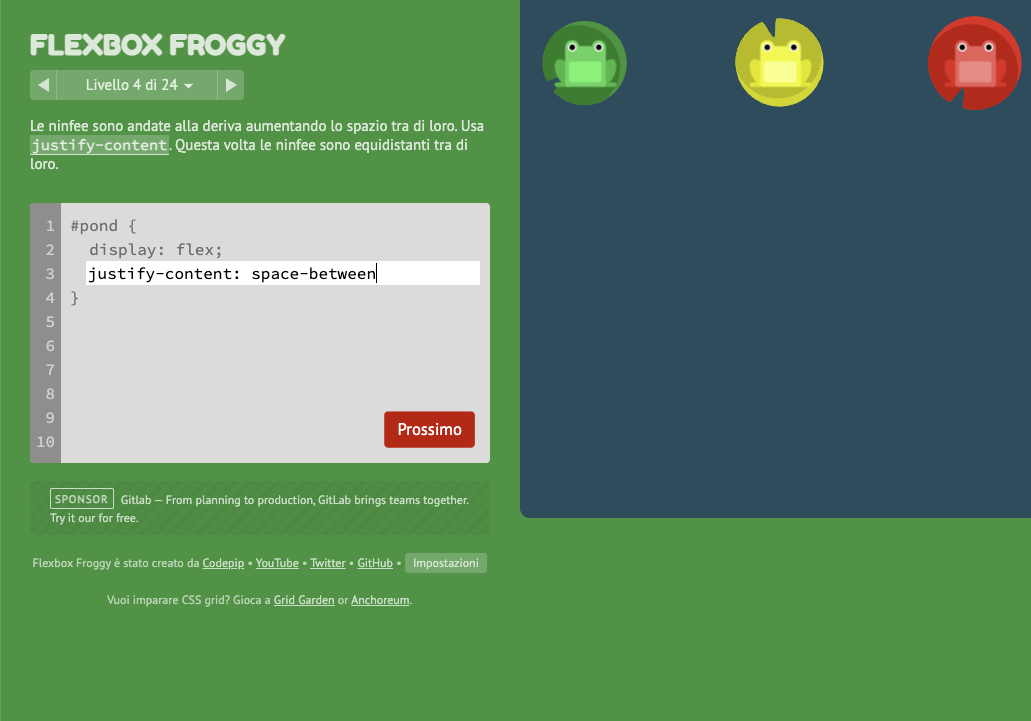 FLEXBOX FROGGY
Livello 4 di 24
Le ninfee sono andate alla deriva aumentando lo spazio tra di loro. Usa
justify-content. Questa volta le ninfee sono equidistanti tra di
loro.
1 #pond {
2 display: flex;
3 justify-content: space-between
4 }
5
6
7
8
9
10
Prossimo
SPONSOR Gitlab — From planning to production, GitLab brings teams together.
Try it our for free.
Flexbox Froggy è stato creato da Codepip • YouTube • Twitter • GitHub • Impostazioni
Vuoi imparare CSS grid? Gioca a Grid Garden or Anchoreum.